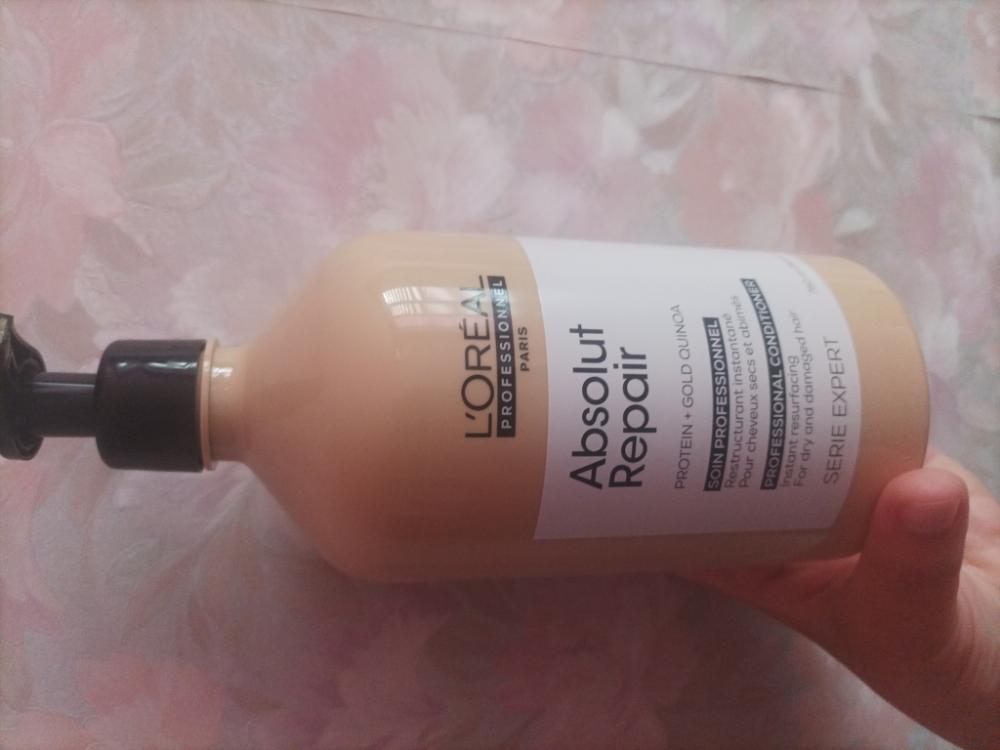 L'ORÉAL
PROFESSIONNEL
PARIS
Absolut
Repair
PROTEIN + GOLD QUINOA
SOIN PROFESSIONNEL
Restructurant instantané
Pour cheveux secs et abîmés
PROFESSIONAL CONDITIONER
Instant resurfacing
For dry and damaged hair
SERIE EXPERT